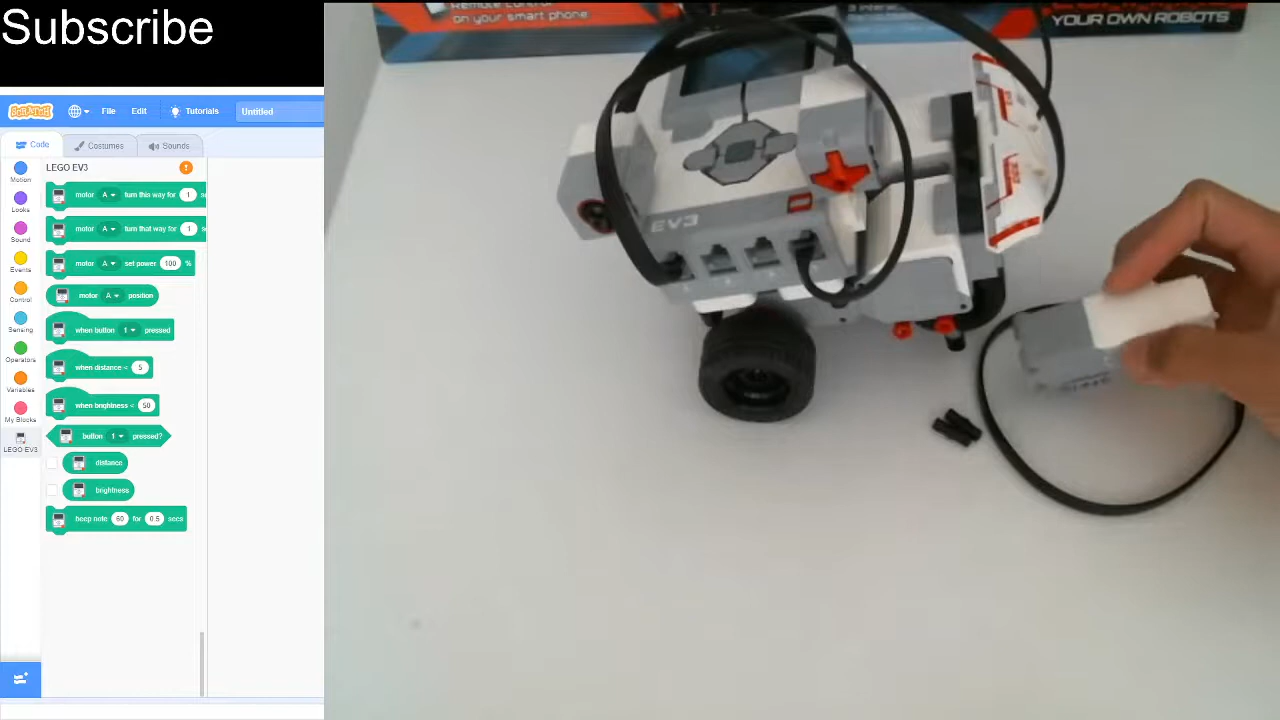 Subscribe
SCRATCH
File Edit Tutorials Untitled
Code Costumes Sounds
Motion
Looks
Sound
Events
Control
Sensing
Operators
Variables
My Blocks
LEGO EV3
LEGO EV3
motor A turn this way for 1 s
motor A turn that way for 1 s
motor A set power 100 %
motor A position
when button 1 pressed
when distance < 5
when brightness < 50
button 1 pressed?
distance
brightness
beep note 60 for 0.5 secs
Remote control
on your smart phone
YOUR OWN ROBOTS
EV3